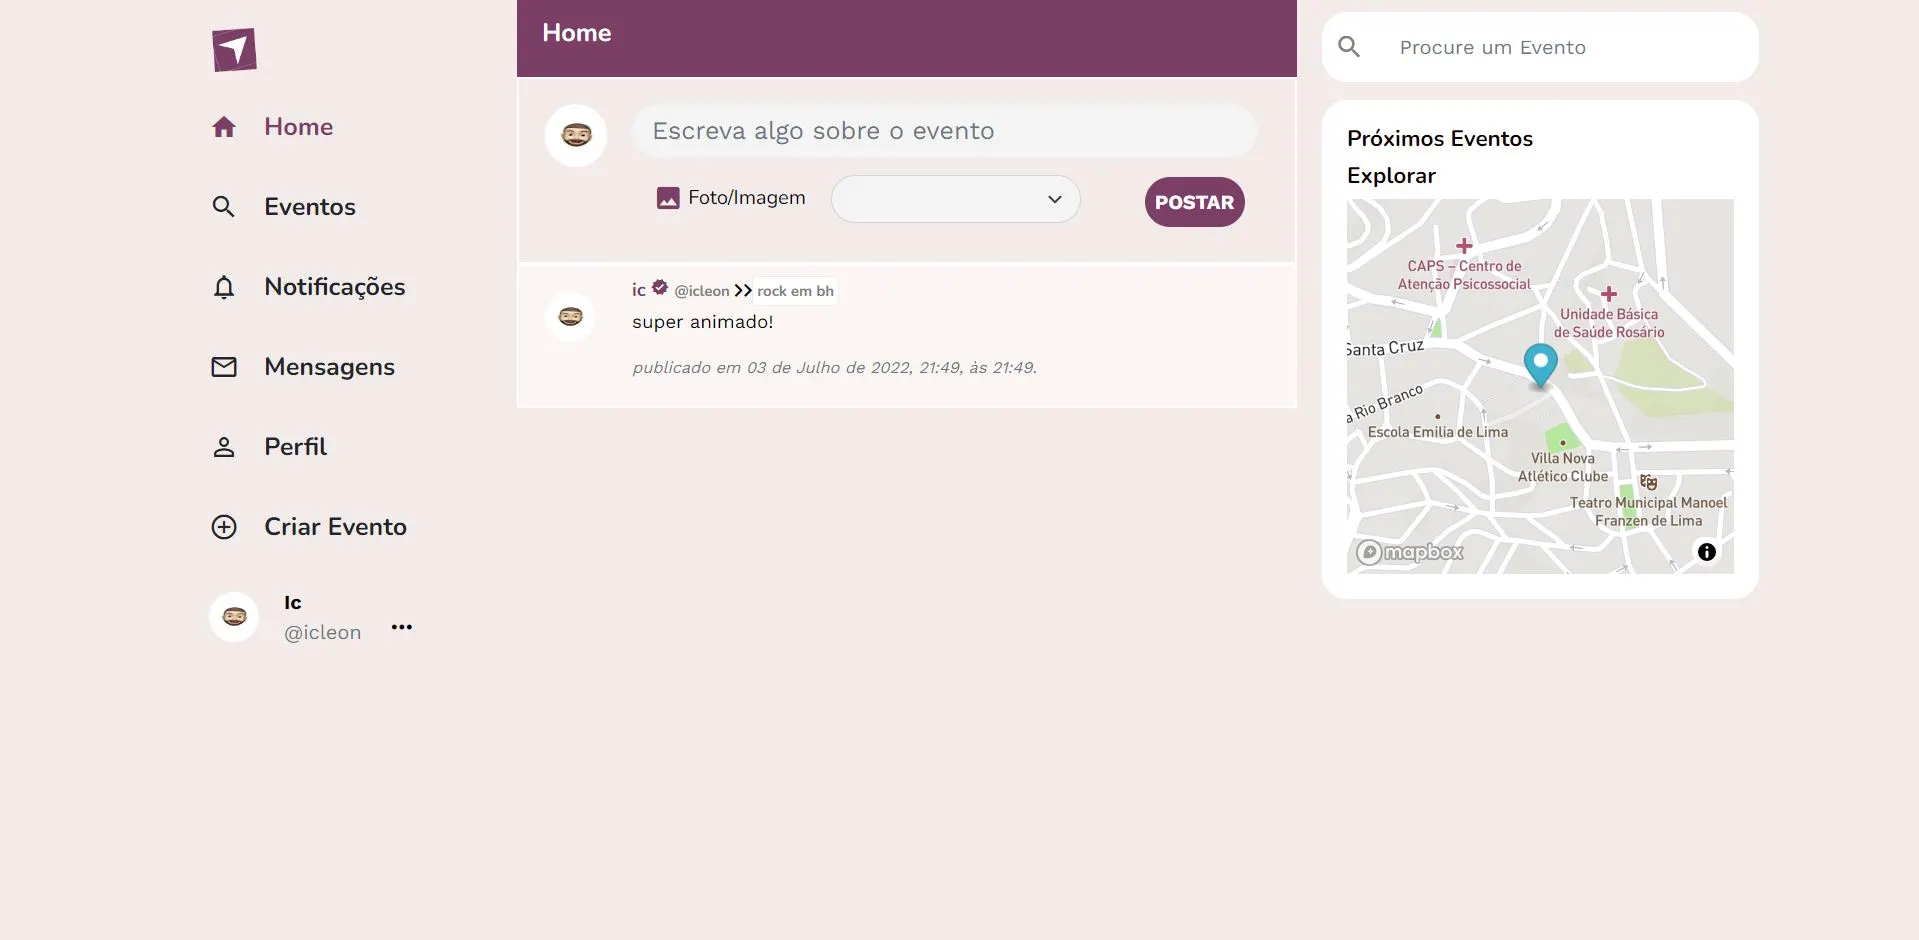 Home
Eventos
Notificações
Mensagens
Perfil
Criar Evento
Ic
@icleon
Home
Escreva algo sobre o evento
Foto/Imagem
POSTAR
ic @icleon rock em bh
super animado!
publicado em 03 de Julho de 2022, 21:49, às 21:49.
Procure um Evento
Próximos Eventos
Explorar
CAPS – Centro de
Atenção Psicossocial
Unidade Básica
de Saúde Rosário
Santa Cruz
a Rio Branco
Escola Emilia de Lima
Villa Nova
Atlético Clube
Teatro Municipal Manoel
Franzen de Lima
mapbox